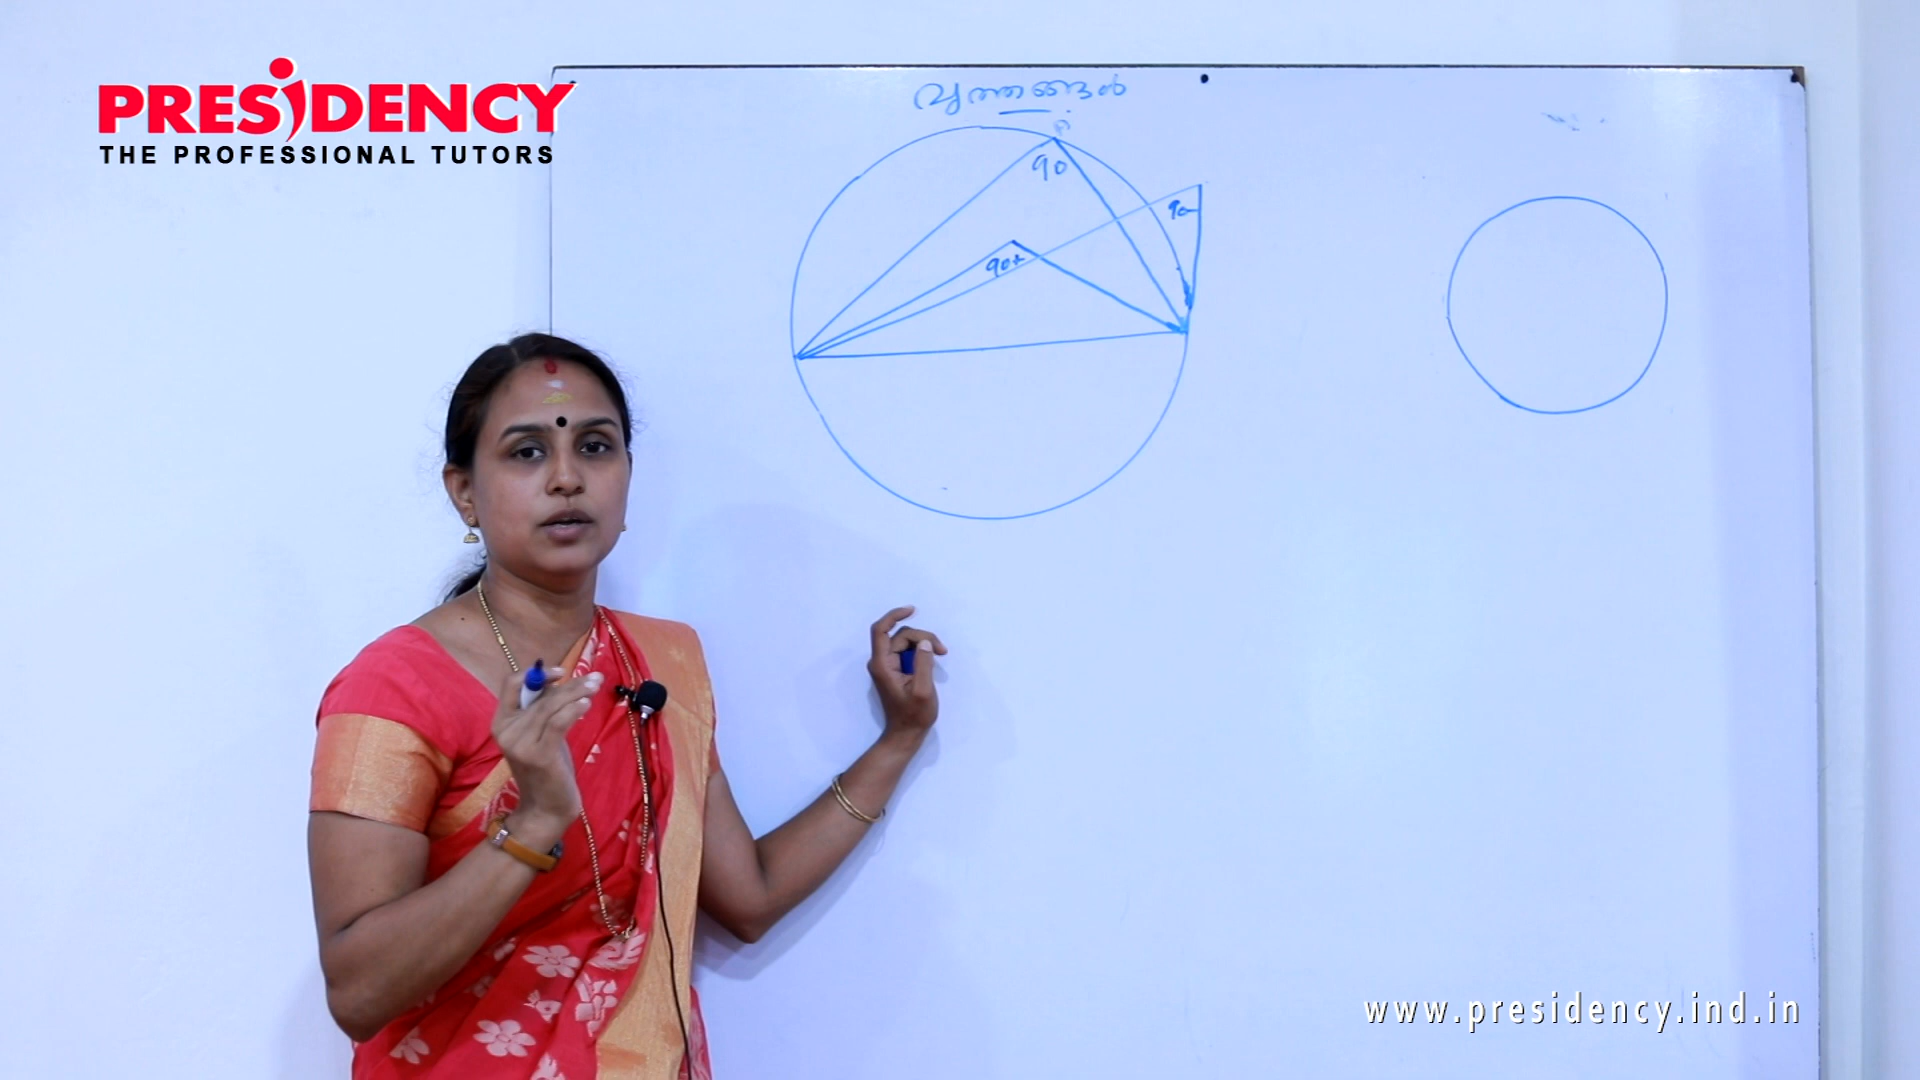 PRESIDENCY
THE PROFESSIONAL TUTORS
വൃത്തങ്ങൾ
P
90
90-
90+
www.presidency.ind.in